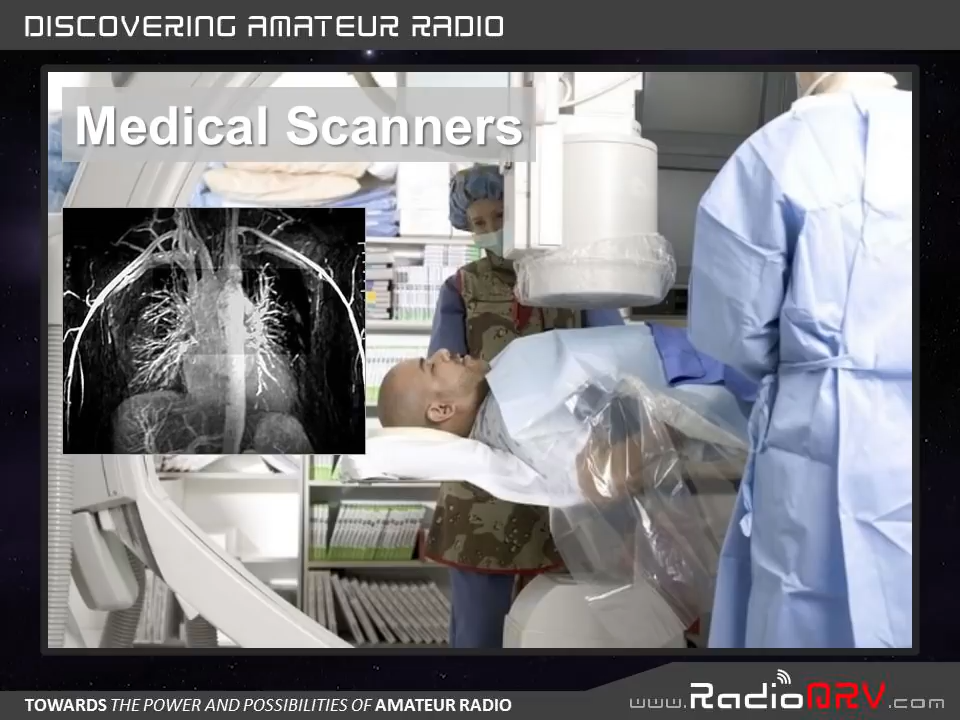 DISCOVERING AMATEUR RADIO
Medical Scanners
TOWARDS THE POWER AND POSSIBILITIES OF AMATEUR RADIO
www.RadioQRV.com